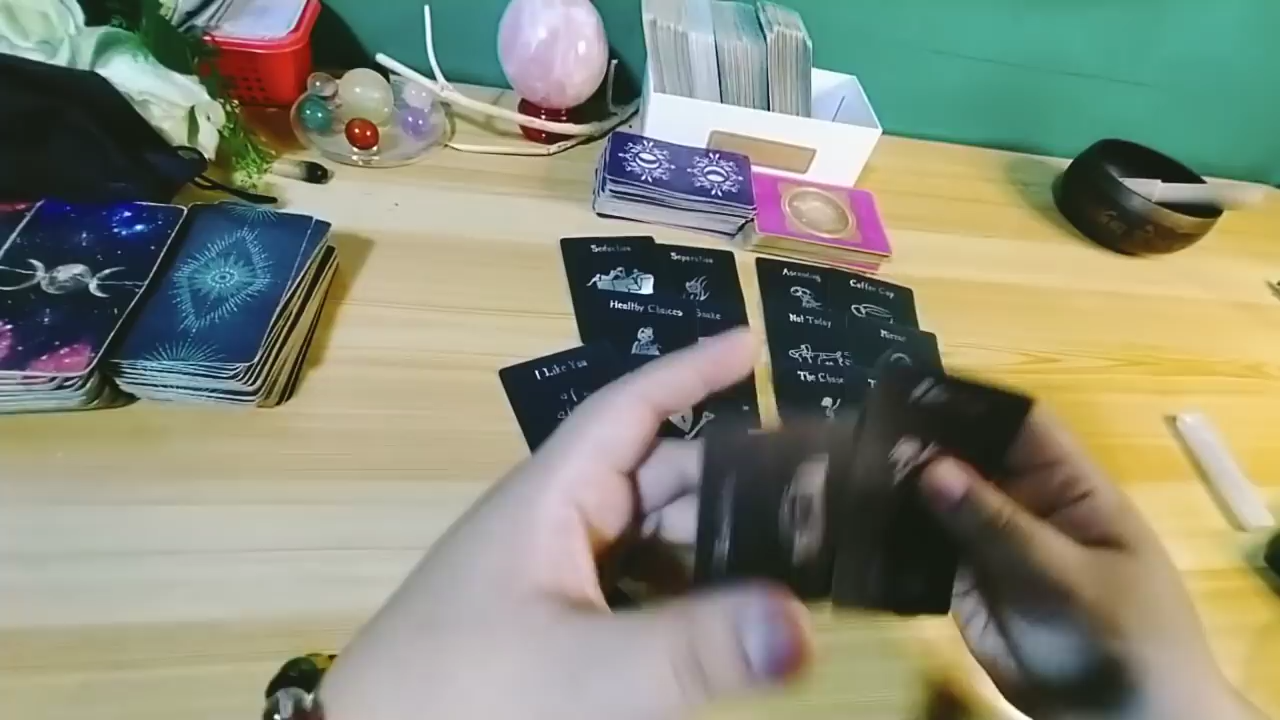 Seduction
Separation
Healthy Choices
Snake
I Like You
Ascending
Coffee Cup
Not Today
Mirror
The Chase